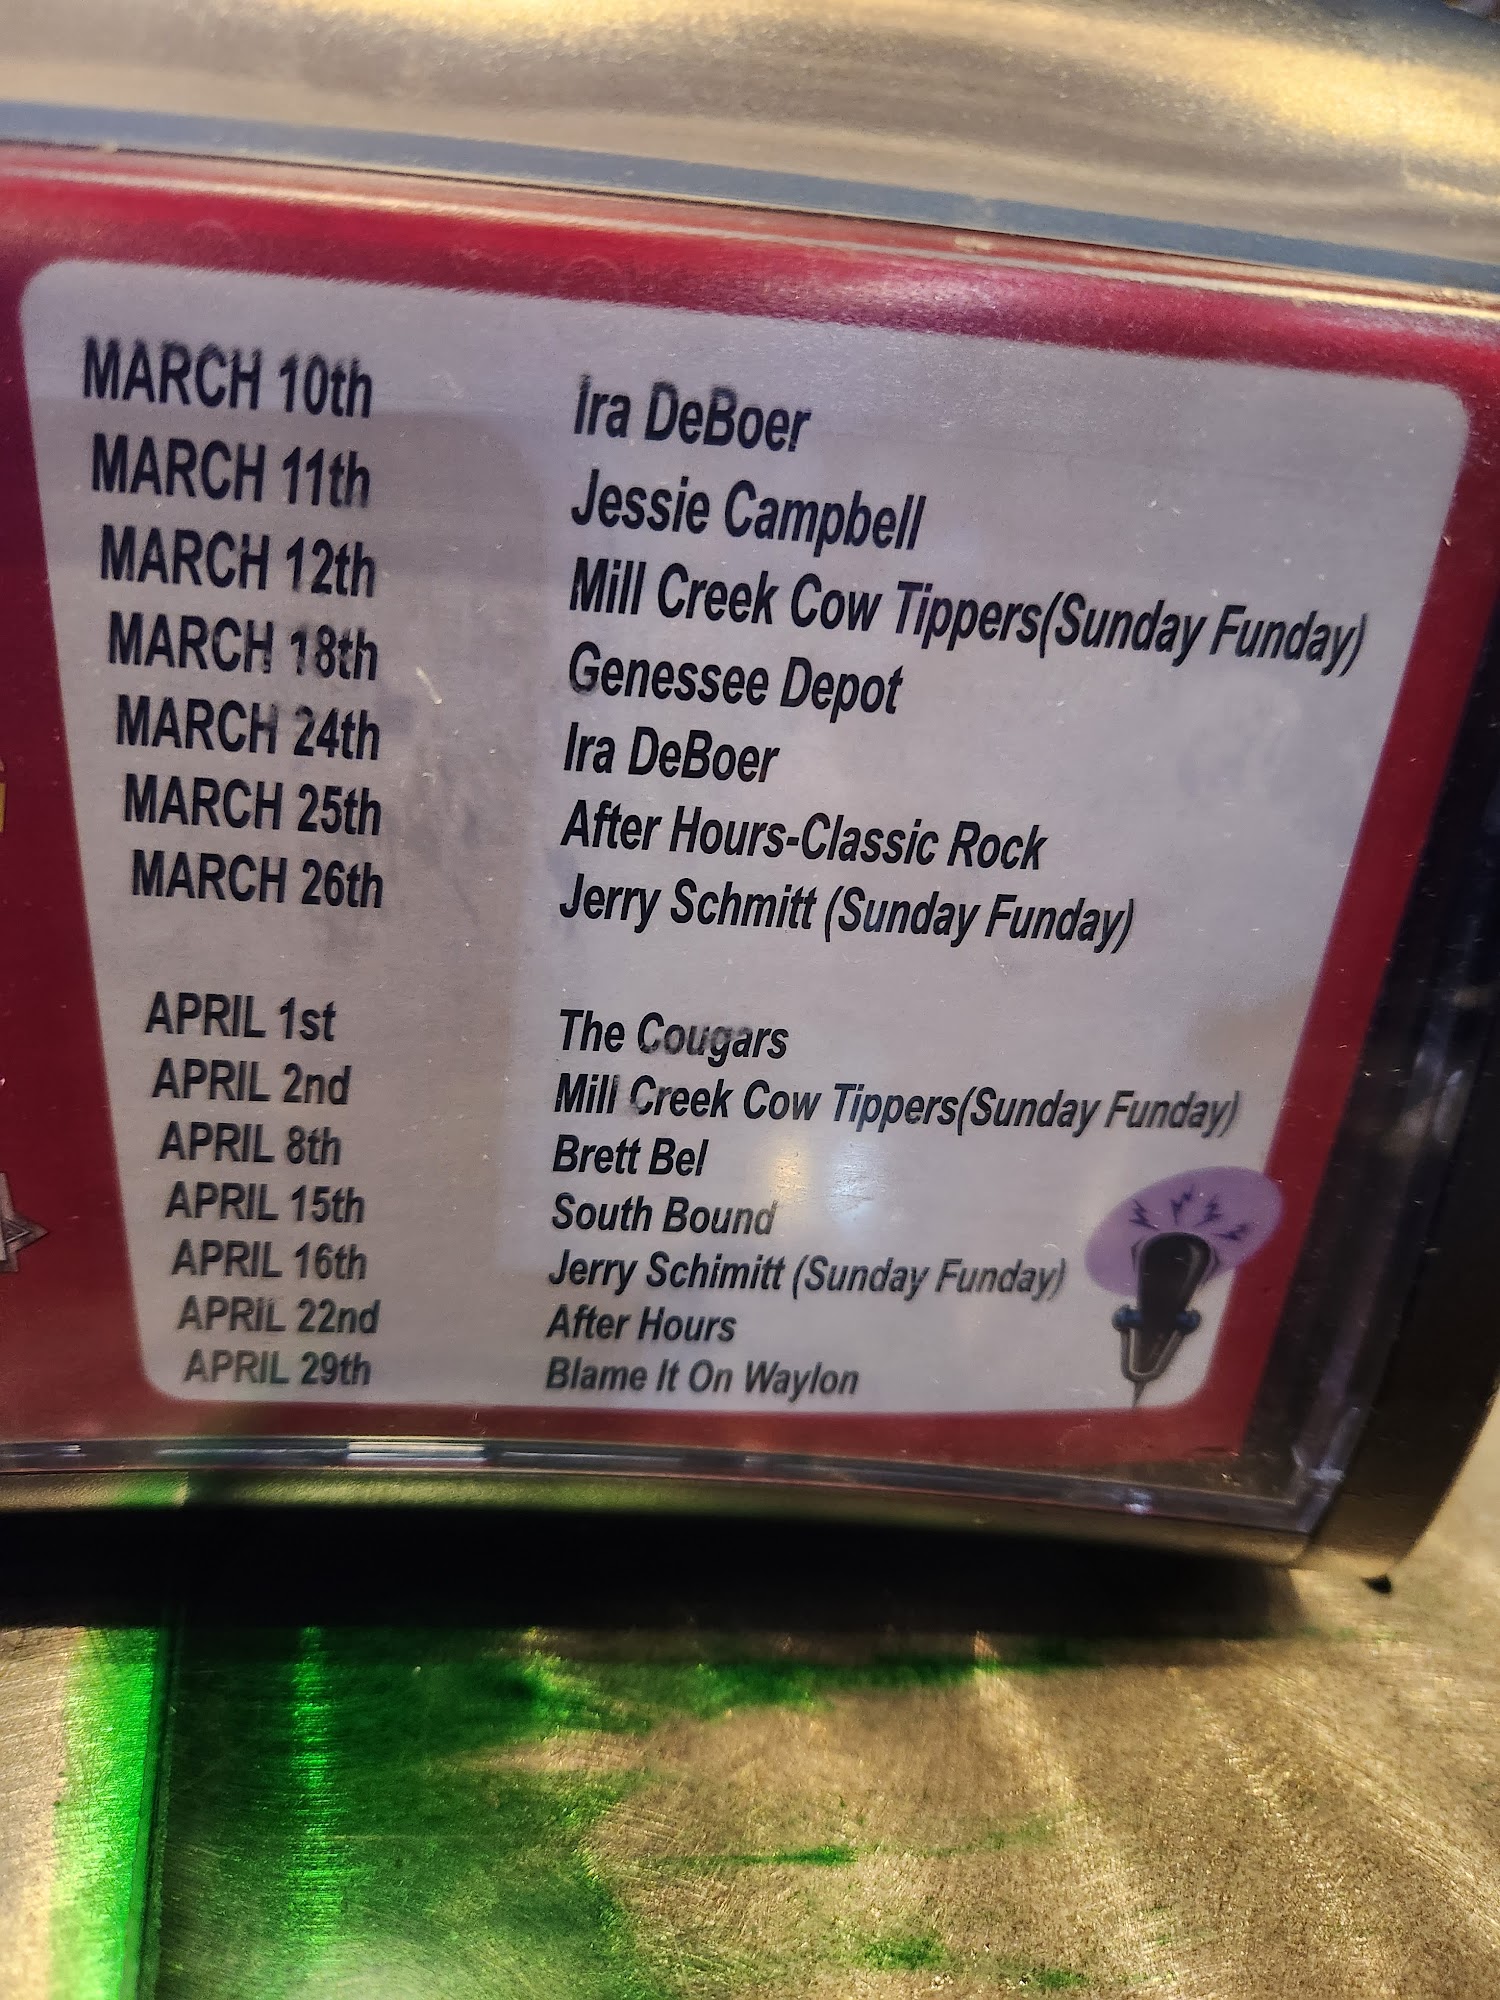 MARCH 10th Ira DeBoer
MARCH 11th Jessie Campbell
MARCH 12th Mill Creek Cow Tippers(Sunday Funday)
MARCH 18th Genessee Depot
MARCH 24th Ira DeBoer
MARCH 25th After Hours-Classic Rock
MARCH 26th Jerry Schmitt (Sunday Funday)
APRIL 1st The Cougars
APRIL 2nd Mill Creek Cow Tippers(Sunday Funday)
APRIL 8th Brett Bel
APRIL 15th South Bound
APRIL 16th Jerry Schimitt (Sunday Funday)
APRIL 22nd After Hours
APRIL 29th Blame It On Waylon